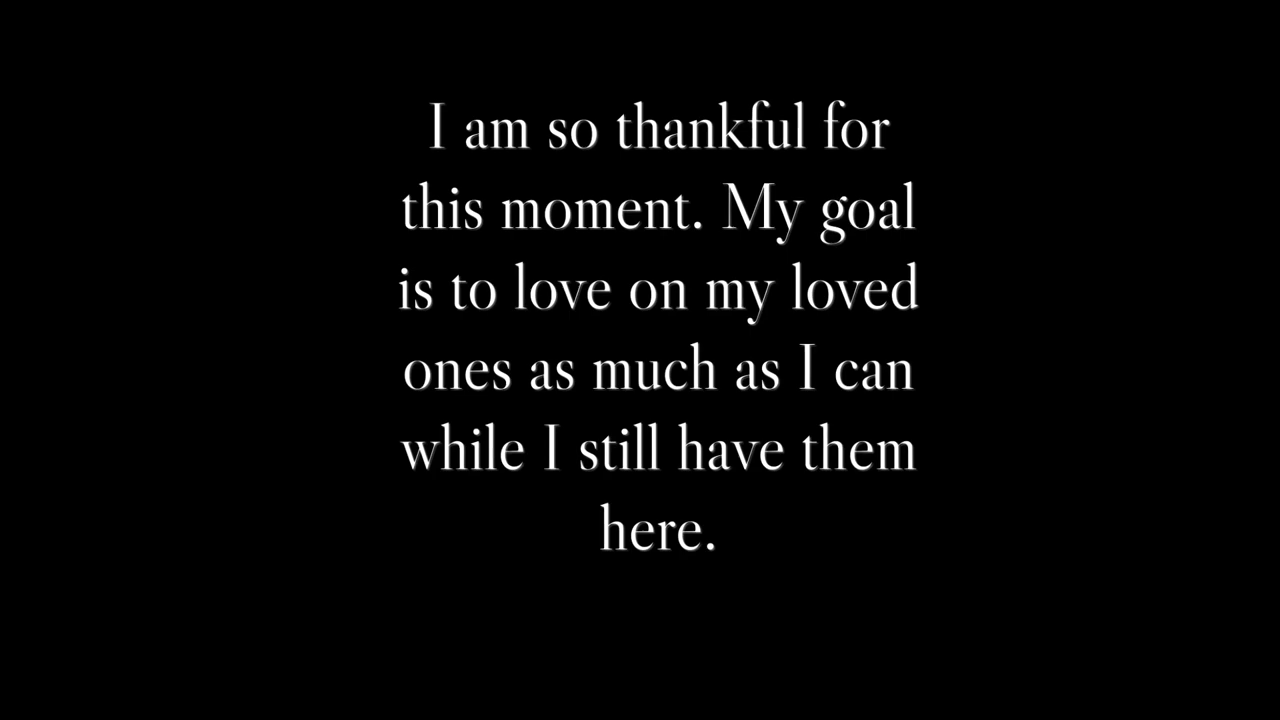 I am so thankful for
this moment. My goal
is to love on my loved
ones as much as I can
while I still have them
here.